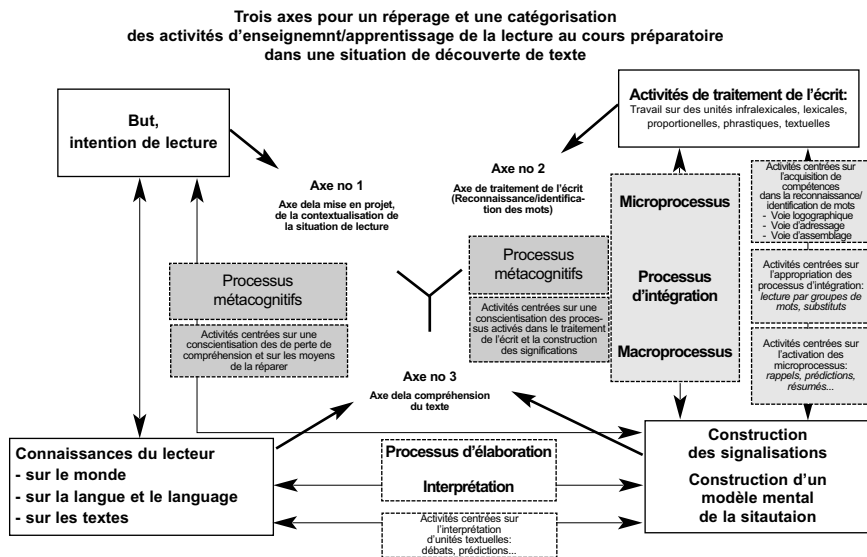 Trois axes pour un réperage et une catégorisation
des activités d'enseignemnt/apprentissage de la lecture au cours préparatoire
dans une situation de découverte de texte
But,
intention de lecture
Activités de traitement de l'écrit:
Travail sur des unités infralexicales, lexicales,
proportionelles, phrastiques, textuelles
Axe no 1
Axe dela mise en projet,
de la contextualisation de
la situation de lecture
Axe no 2
Axe de traitement de l'écrit
(Reconnaissance/identifica-
tion des mots)
Microprocessus
Processus
d'intégration
Macroprocessus
Activités centrées sur
l'acquisition de
compétences
dans la reconnaissance/
identification de mots
- Voie logographique
- Voie d'adressage
- Voie d'assemblage
Activités centrées sur
l'appropriation des
processus d'intégration:
lecture par groupes de
mots, substituts
Activités centrées sur
l'activation des
microprocessus:
rappels, prédictions,
résumés...
Processus
métacognitifs
Activités centrées sur une
conscientisation des de perte de
compréhension et sur les moyens
de la réparer
Processus
métacognitifs
Activités centrées sur une
conscientisation des proces-
sus activés dans le traitement
de l'écrit et la construction
des significations
Axe no 3
Axe dela compréhension
du texte
Connaissances du lecteur
- sur le monde
- sur la langue et le language
- sur les textes
Processus d'élaboration
Interprétation
Activités centrées sur
l'interprétation
d'unités textuelles:
débats, prédictions...
Construction
des signalisations
Construction d'un
modèle mental
de la sitautaion